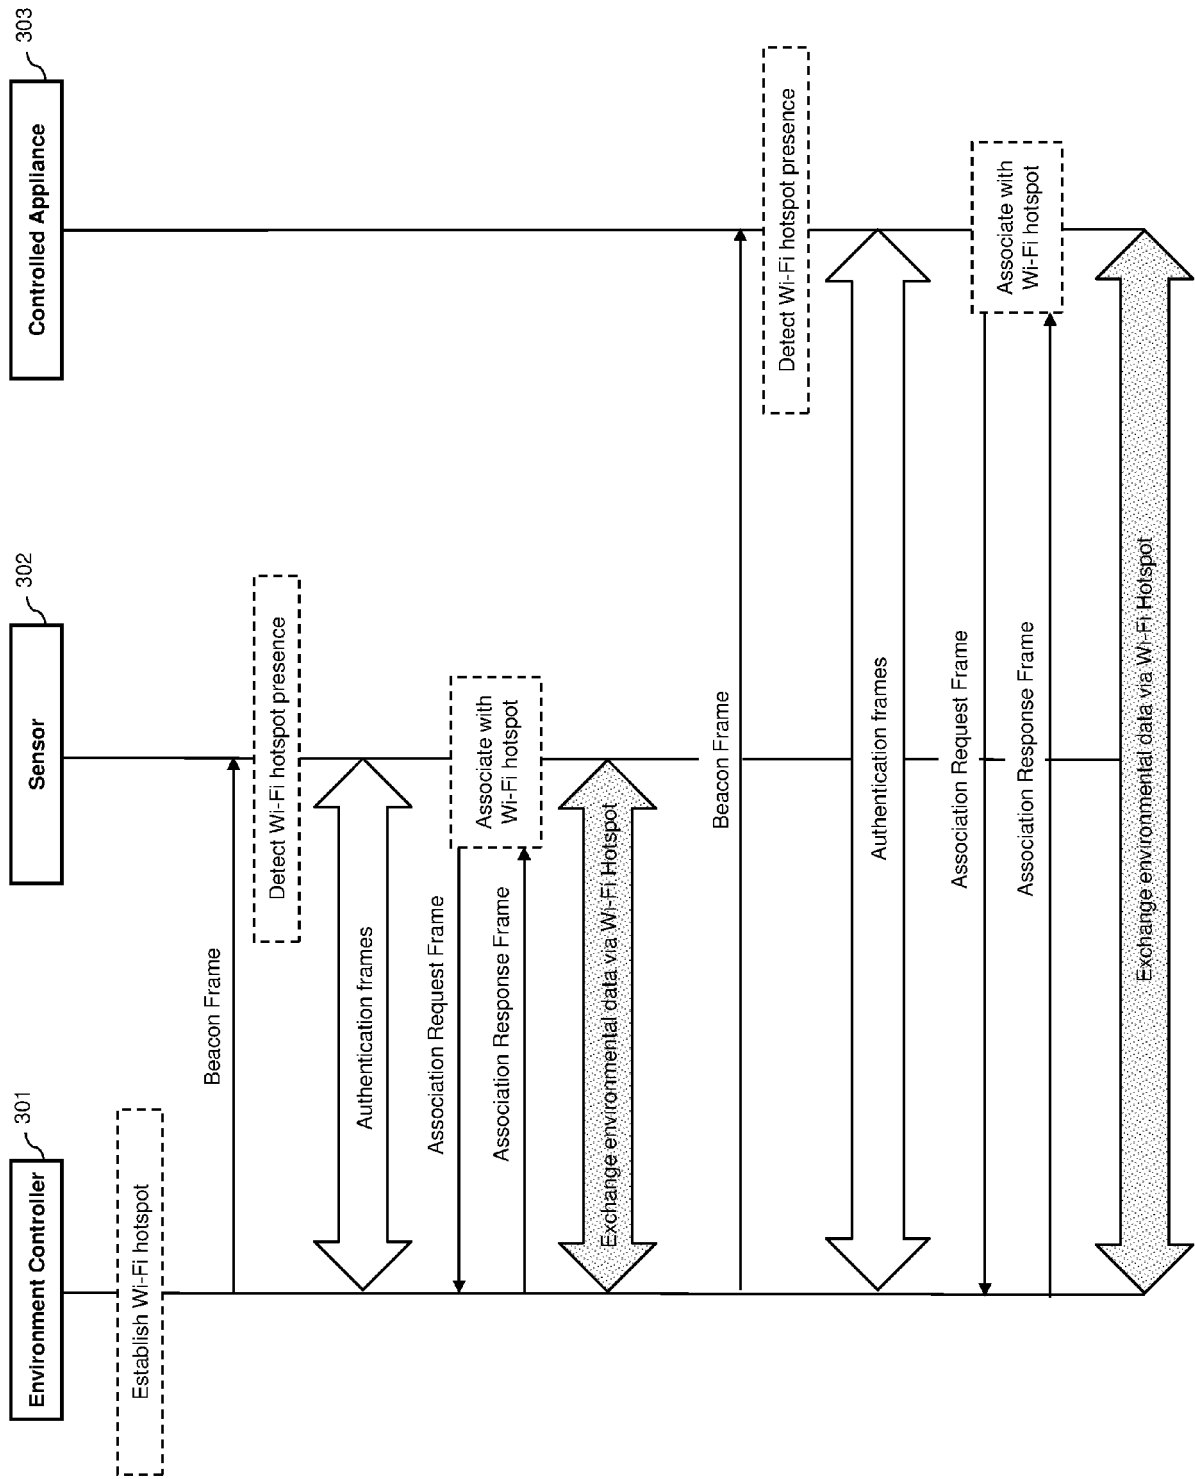 Environment Controller
301
Sensor
302
Controlled Appliance
303
Establish Wi-Fi hotspot
Beacon Frame
Detect Wi-Fi hotspot presence
Authentication frames
Association Request Frame
Associate with
Wi-Fi hotspot
Association Response Frame
Exchange environmental data via Wi-Fi Hotspot
Beacon Frame
Detect Wi-Fi hotspot presence
Authentication frames
Association Request Frame
Associate with
Wi-Fi hotspot
Association Response Frame
Exchange environmental data via Wi-Fi Hotspot